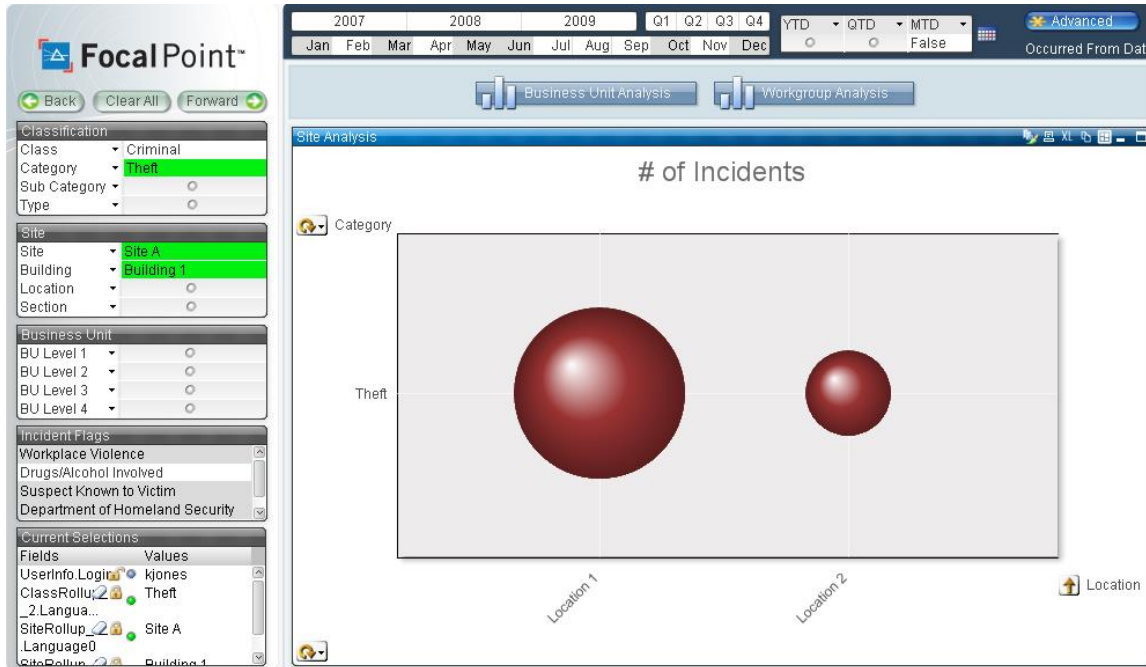 FocalPoint™
Back Clear All Forward
Classification
Class Criminal
Category Theft
Sub Category
Type
Site
Site Site A
Building Building 1
Location
Section
Business Unit
BU Level 1
BU Level 2
BU Level 3
BU Level 4
Incident Flags
Workplace Violence
Drugs/Alcohol Involved
Suspect Known to Victim
Department of Homeland Security
Current Selections
Fields Values
UserInfo.Login kjones
ClassRollu Theft
_2.Langua...
SiteRollup_ Site A
.Language0
SiteRollup_ Building 1
2007 2008 2009 Q1 Q2 Q3 Q4 YTD QTD MTD
Jan Feb Mar Apr May Jun Jul Aug Sep Oct Nov Dec False
Advanced
Occurred From Dat
Business Unit Analysis Workgroup Analysis
Site Analysis XL
# of Incidents
Category
Theft
Location 1 Location 2
Location